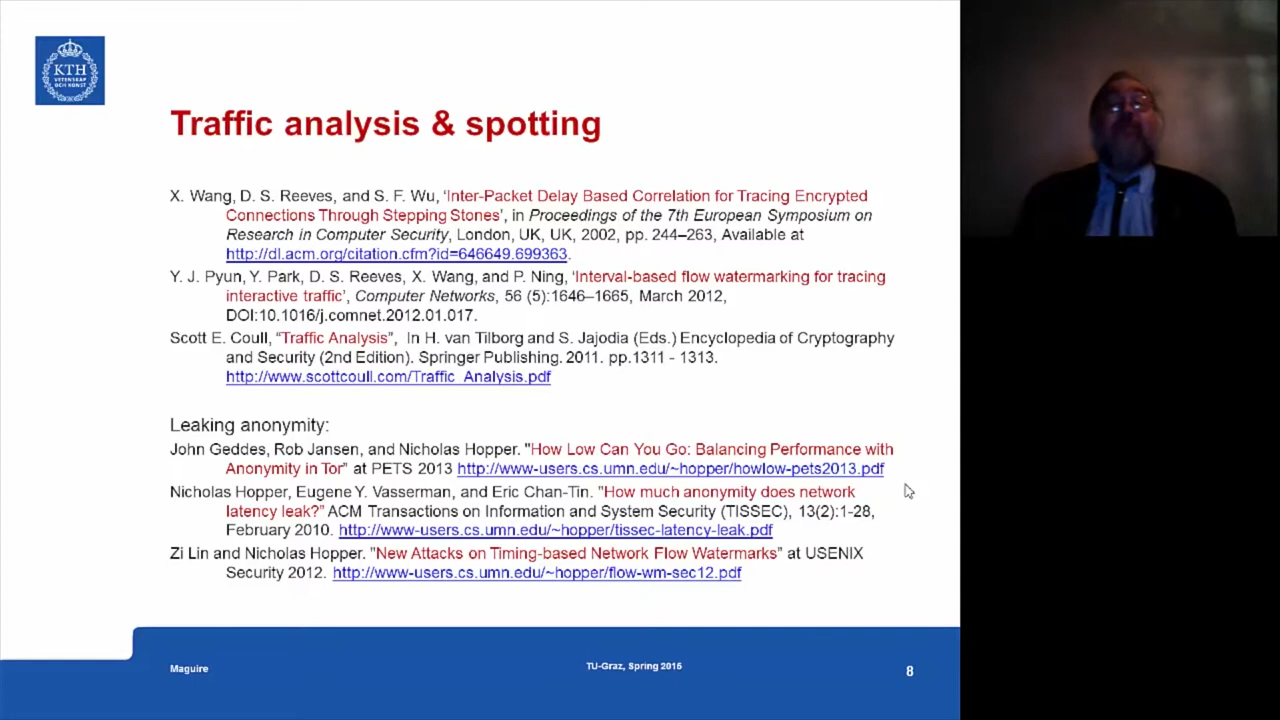 KTH
VETENSKAP
OCH KONST
Traffic analysis & spotting
X. Wang, D. S. Reeves, and S. F. Wu, ‘Inter-Packet Delay Based Correlation for Tracing Encrypted
Connections Through Stepping Stones’, in Proceedings of the 7th European Symposium on
Research in Computer Security, London, UK, UK, 2002, pp. 244–263, Available at
http://dl.acm.org/citation.cfm?id=646649.699363.
Y. J. Pyun, Y. Park, D. S. Reeves, X. Wang, and P. Ning, ‘Interval-based flow watermarking for tracing
interactive traffic’, Computer Networks, 56 (5):1646–1665, March 2012,
DOI:10.1016/j.comnet.2012.01.017.
Scott E. Coull, “Traffic Analysis”, In H. van Tilborg and S. Jajodia (Eds.) Encyclopedia of Cryptography
and Security (2nd Edition). Springer Publishing. 2011. pp.1311 - 1313.
http://www.scottcoull.com/Traffic_Analysis.pdf
Leaking anonymity:
John Geddes, Rob Jansen, and Nicholas Hopper. "How Low Can You Go: Balancing Performance with
Anonymity in Tor" at PETS 2013 http://www-users.cs.umn.edu/~hopper/howlow-pets2013.pdf
Nicholas Hopper, Eugene Y. Vasserman, and Eric Chan-Tin. "How much anonymity does network
latency leak?" ACM Transactions on Information and System Security (TISSEC), 13(2):1-28,
February 2010. http://www-users.cs.umn.edu/~hopper/tissec-latency-leak.pdf
Zi Lin and Nicholas Hopper. "New Attacks on Timing-based Network Flow Watermarks" at USENIX
Security 2012. http://www-users.cs.umn.edu/~hopper/flow-wm-sec12.pdf
Maguire
TU-Graz, Spring 2015
8